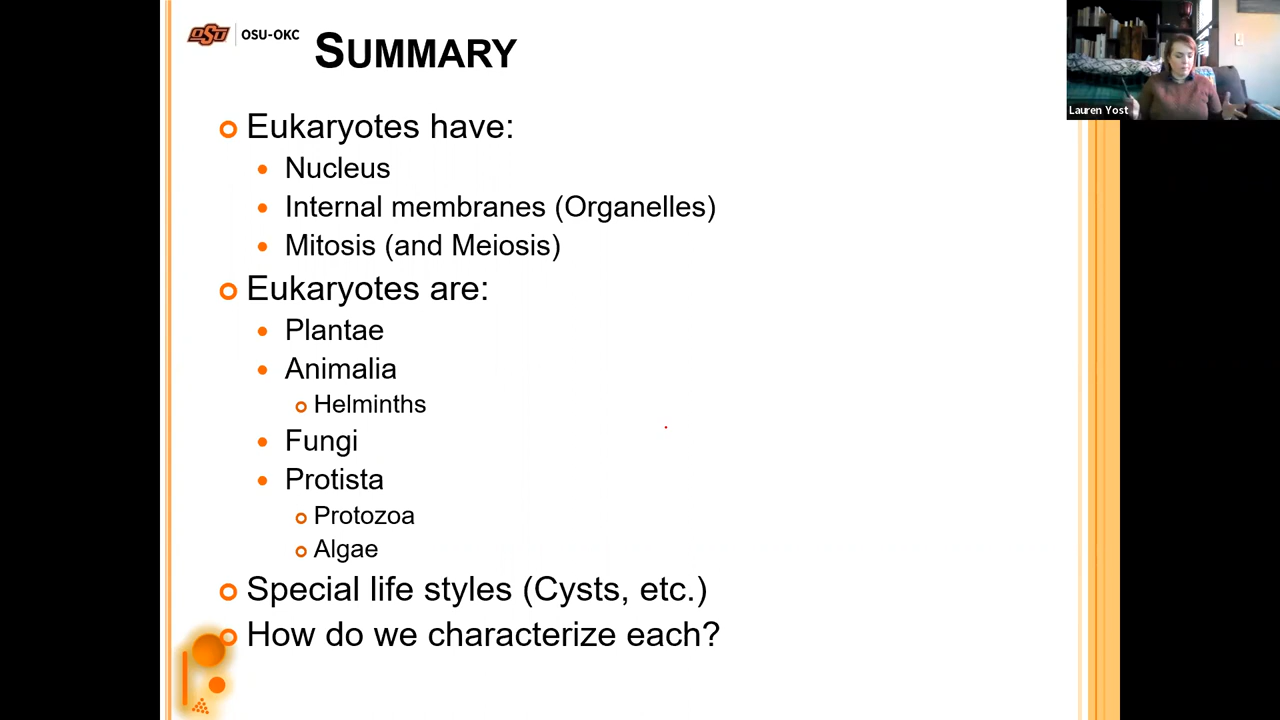 OSU OSU-OKC
SUMMARY
Lauren Yost
Eukaryotes have:
Nucleus
Internal membranes (Organelles)
Mitosis (and Meiosis)
Eukaryotes are:
Plantae
Animalia
Helminths
Fungi
Protista
Protozoa
Algae
Special life styles (Cysts, etc.)
How do we characterize each?